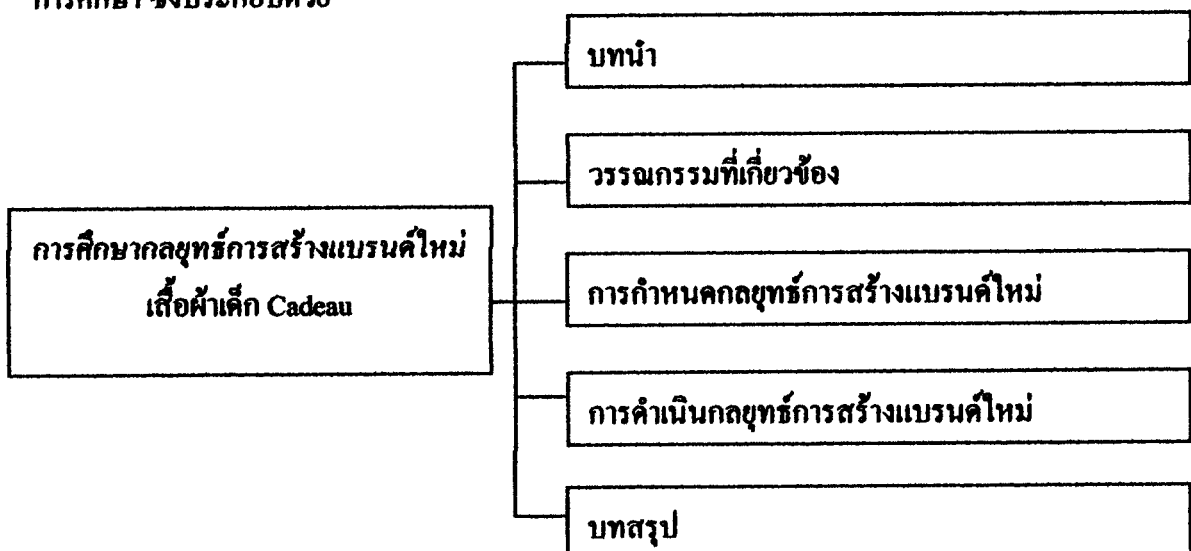 บทนำ
วรรณกรรมที่เกี่ยวข้อง
การศึกษากลยุทธ์การสร้างแบรนด์ใหม่
เสื้อผ้าเด็ก Cadeau
การกำหนดกลยุทธ์การสร้างแบรนด์ใหม่
การดำเนินกลยุทธ์การสร้างแบรนด์ใหม่
บทสรุป